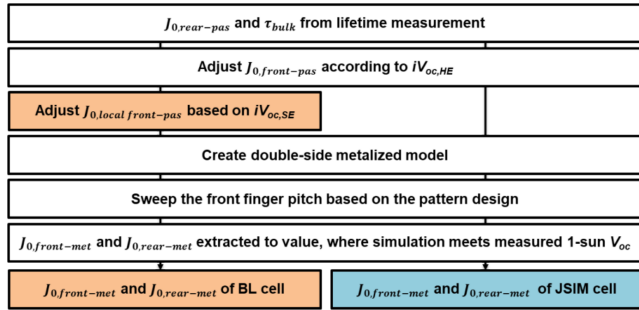 J0,rear-pas and τbulk from lifetime measurement
Adjust J0,front-pas according to iVoc,HE
Adjust J0,local front-pas based on iVoc,SE
Create double-side metalized model
Sweep the front finger pitch based on the pattern design
J0,front-met and J0,rear-met extracted to value, where simulation meets measured 1-sun Voc
J0,front-met and J0,rear-met of BL cell
J0,front-met and J0,rear-met of JSIM cell